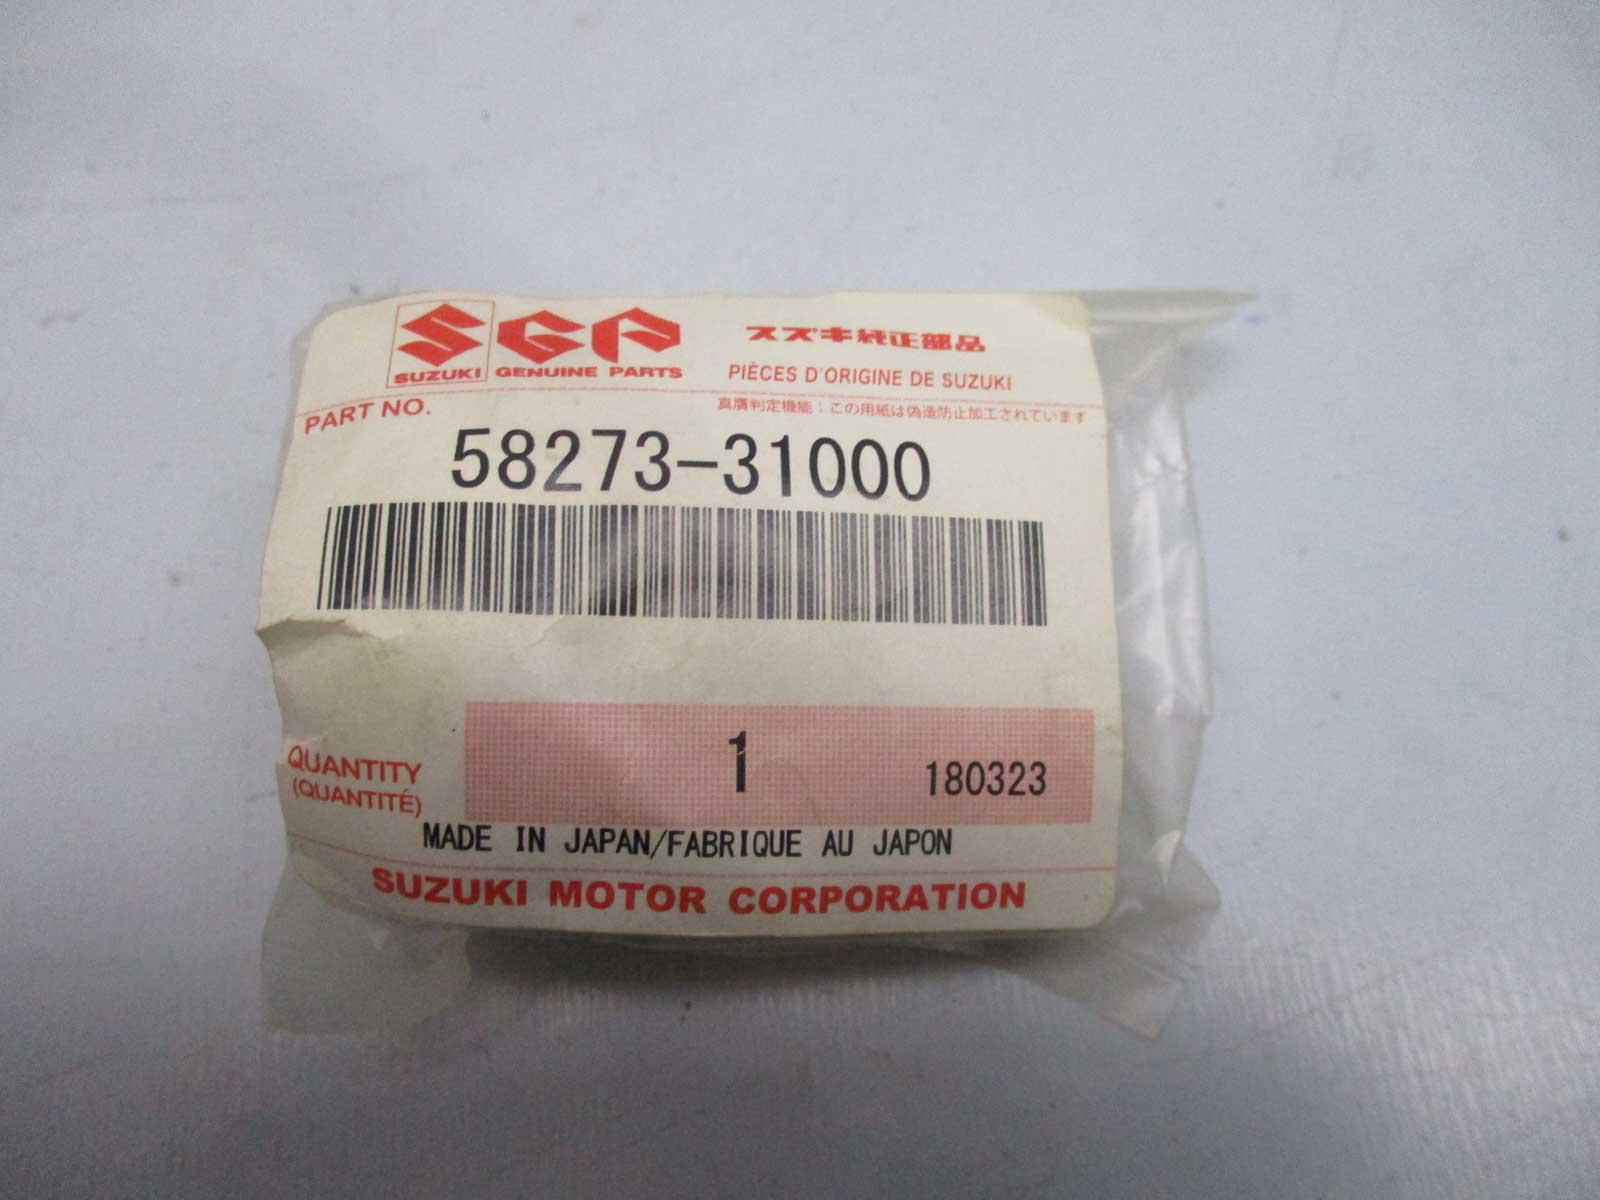 SGP スズキ純正部品
SUZUKI GENUINE PARTS PIÈCES D'ORIGINE DE SUZUKI
PART NO. 真贋判定機能：この用紙は偽造防止加工されています
58273-31000
QUANTITY 1 180323
(QUANTITÉ)
MADE IN JAPAN/FABRIQUE AU JAPON
SUZUKI MOTOR CORPORATION